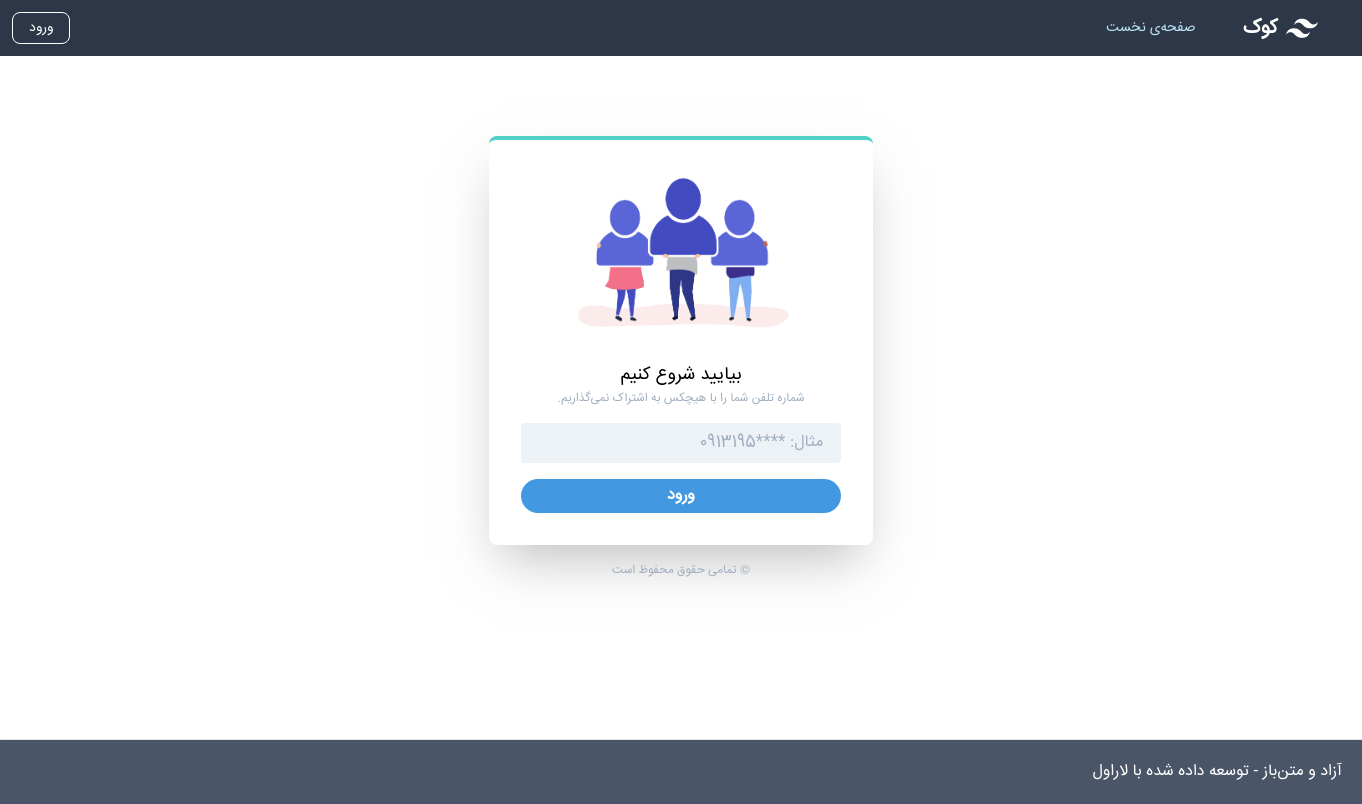 کوک
صفحه‌ی نخست
ورود
بیایید شروع کنیم
شماره تلفن شما را با هیچکس به اشتراک نمی‌گذاریم.
مثال: ****۰۹۱۳۱۹۵
ورود
© تمامی حقوق محفوظ است
آزاد و متن‌باز - توسعه داده شده با لاراول